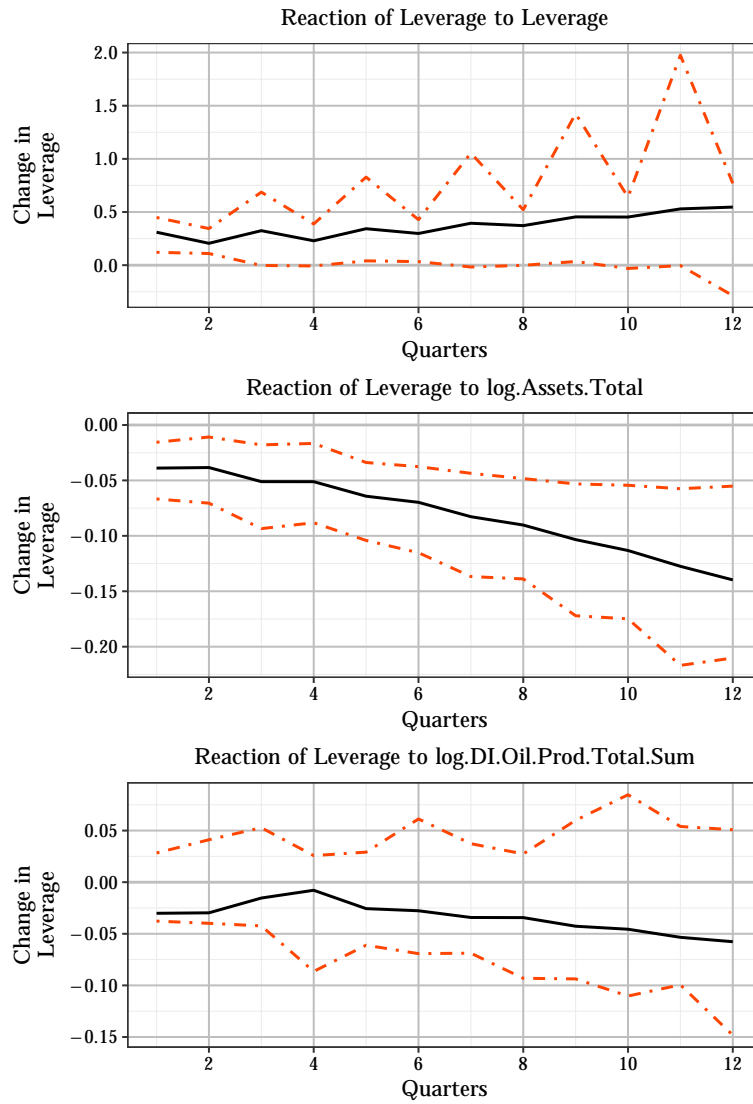 Reaction of Leverage to Leverage
Change in
Leverage
2.0
1.5
1.0
0.5
0.0
2 4 6 8 10 12
Quarters
Reaction of Leverage to log.Assets.Total
Change in
Leverage
0.00
−0.05
−0.10
−0.15
−0.20
2 4 6 8 10 12
Quarters
Reaction of Leverage to log.DI.Oil.Prod.Total.Sum
Change in
Leverage
0.05
0.00
−0.05
−0.10
−0.15
2 4 6 8 10 12
Quarters